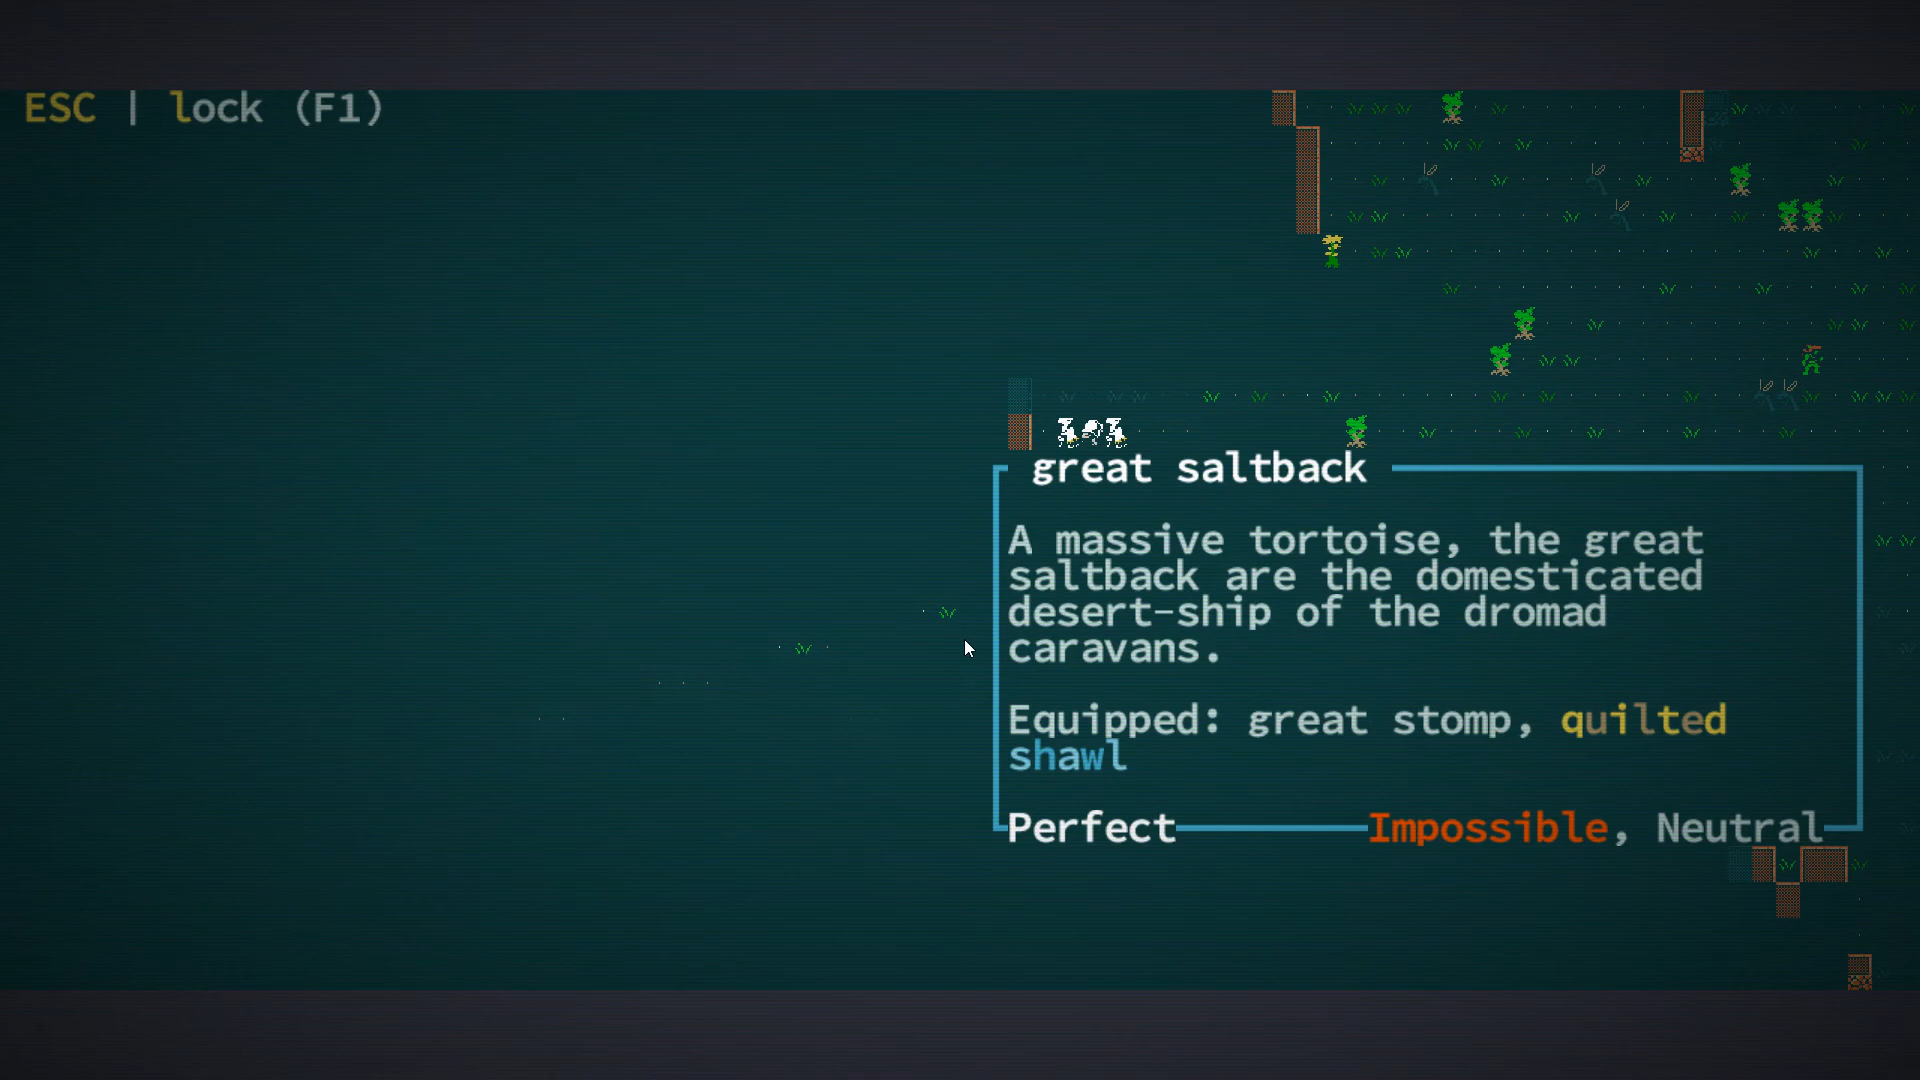 ESC | lock (F1)
great saltback
A massive tortoise, the great
saltback are the domesticated
desert-ship of the dromad
caravans.
Equipped: great stomp, quilted
shawl
Perfect Impossible, Neutral